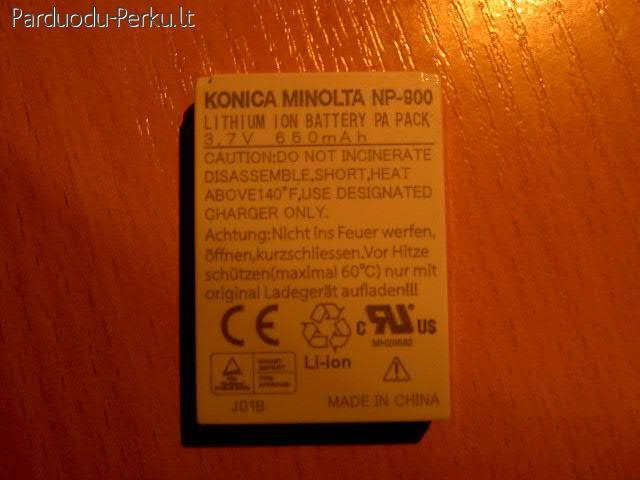 Parduodu-Perku.lt
KONICA MINOLTA NP-900
LITHIUM ION BATTERY PA PACK
3.7V 650mAh
CAUTION:DO NOT INCINERATE
DISASSEMBLE,SHORT,HEAT
ABOVE140°F,USE DESIGNATED
CHARGER ONLY.
Achtung:Nicht ins Feuer werfen,
öffnen,kurzschliessen.Vor Hitze
schützen(maximal 60°C) nur mit
original Ladegerät aufladen!!!
CE
c RU US
Li-Ion
J01B
MADE IN CHINA